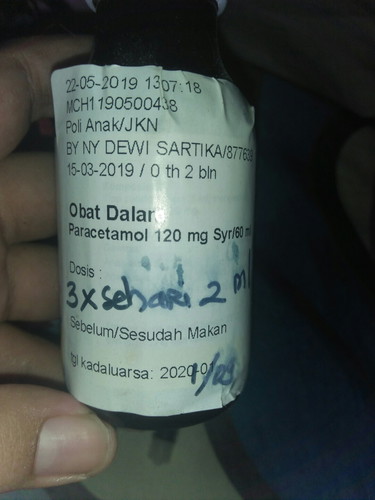 22-05-2019 13:07:18
MCH1190500438
Poli Anak/JKN
BY NY DEWI SARTIKA/87763
15-03-2019 / 0 th 2 bln
Obat Dalam
Paracetamol 120 mg Syr/60 ml
Dosis :
3 x sehari 2 ml
Sebelum/Sesudah Makan
tgl kadaluarsa: 2020-01